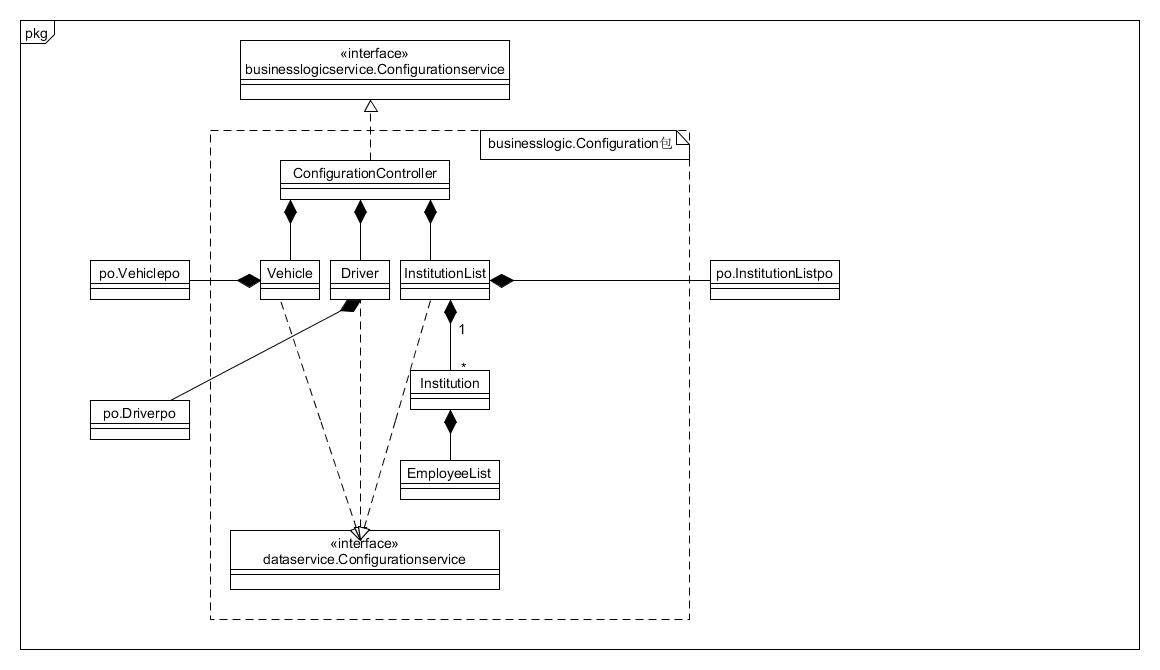 pkg
«interface»
businesslogicservice.Configurationservice
businesslogic.Configuration包
ConfigurationController
po.Vehiclepo
Vehicle
Driver
InstitutionList
po.InstitutionListpo
1
*
Institution
po.Driverpo
EmployeeList
«interface»
dataservice.Configurationservice